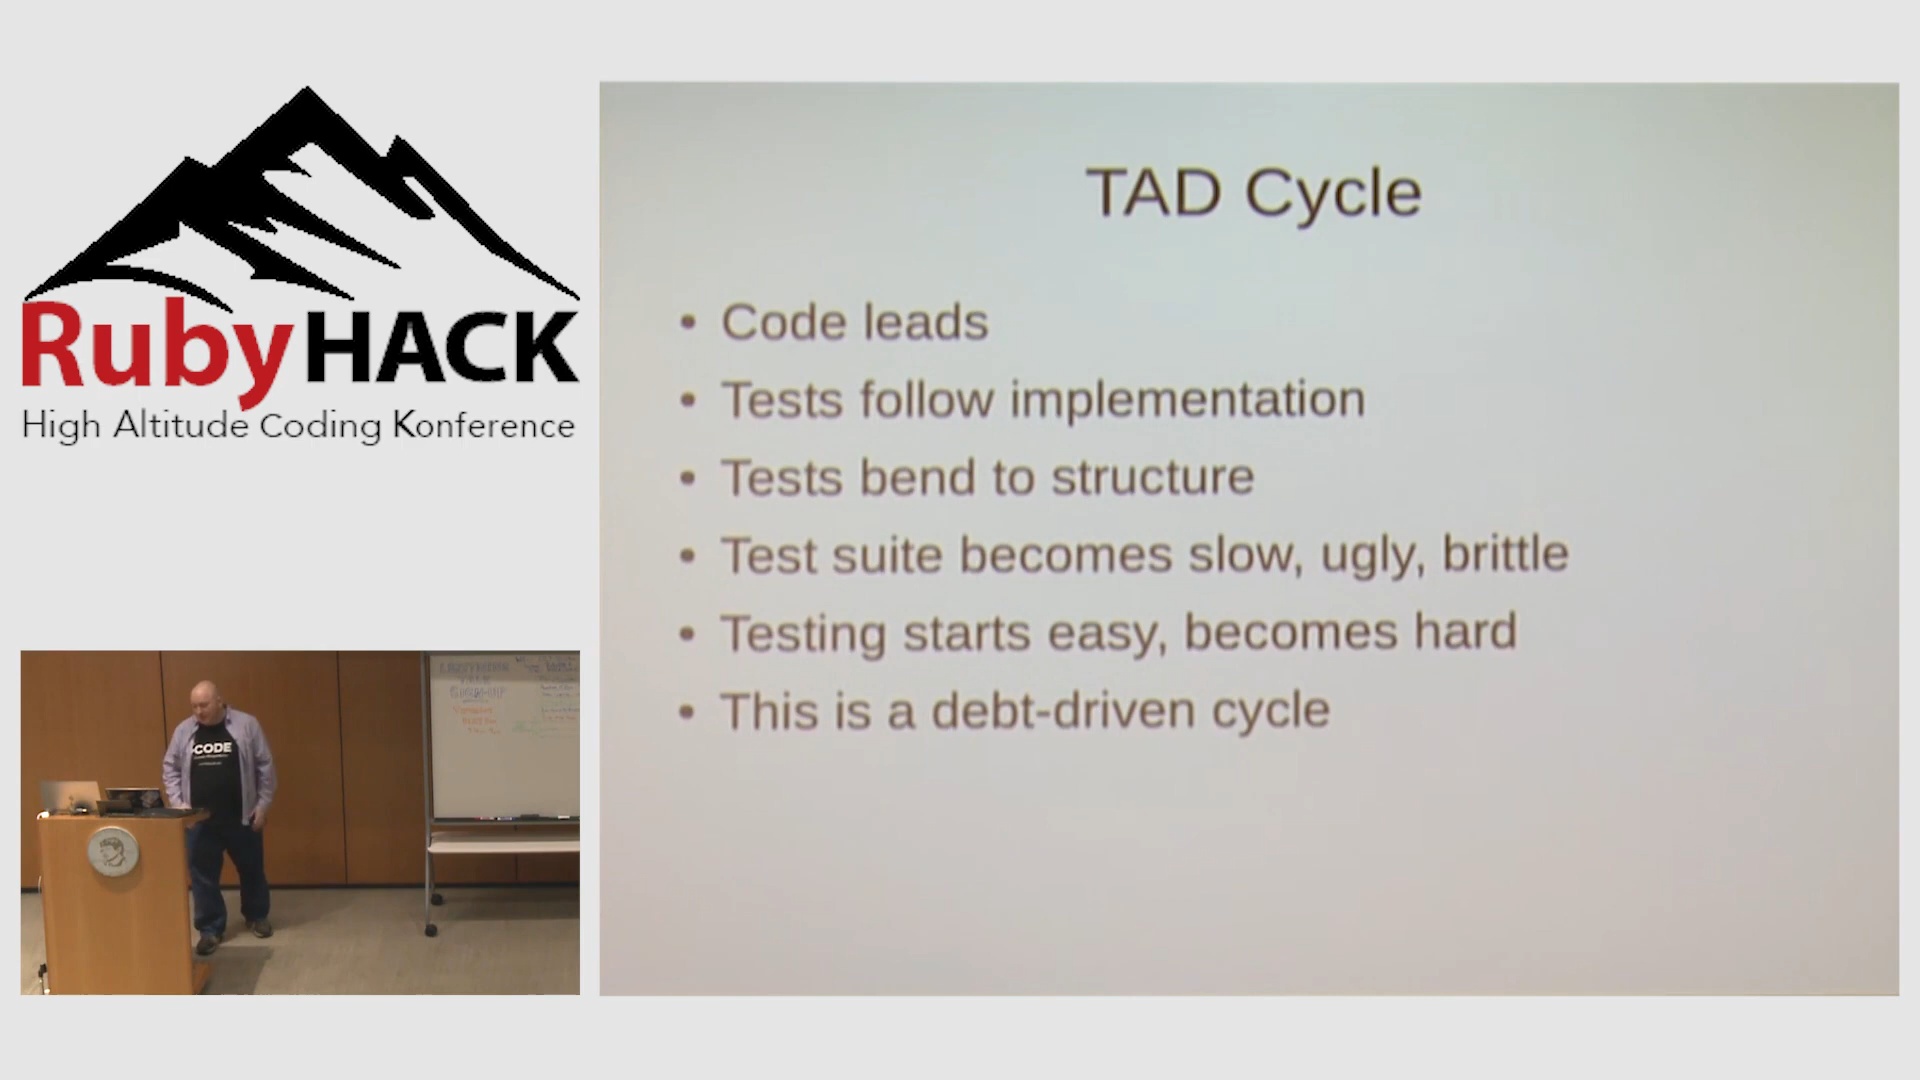 RubyHACK
High Altitude Coding Konference
TAD Cycle
• Code leads
• Tests follow implementation
• Tests bend to structure
• Test suite becomes slow, ugly, brittle
• Testing starts easy, becomes hard
• This is a debt-driven cycle
CODE